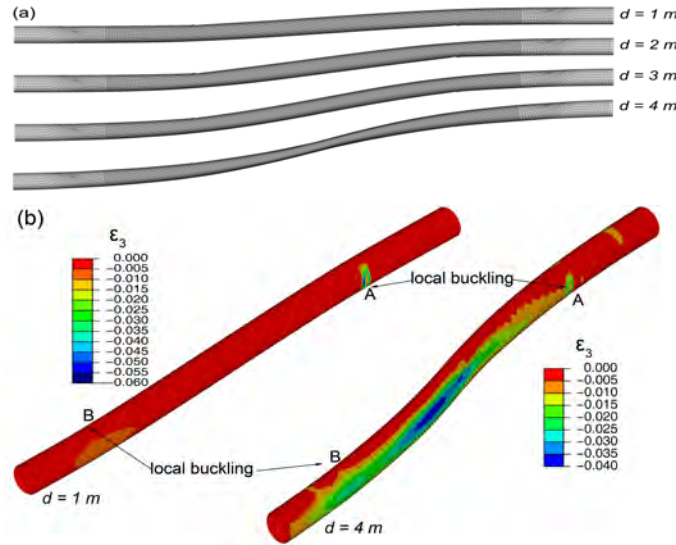 (a)
d = 1 m
d = 2 m
d = 3 m
d = 4 m
(b)
ε3
0.000
−0.005
−0.010
−0.015
−0.020
−0.025
−0.030
−0.035
−0.040
−0.045
−0.050
−0.055
−0.060
local buckling
A
A
ε3
0.000
−0.005
−0.010
−0.015
−0.020
−0.025
−0.030
−0.035
−0.040
B
B
local buckling
d = 1 m
d = 4 m